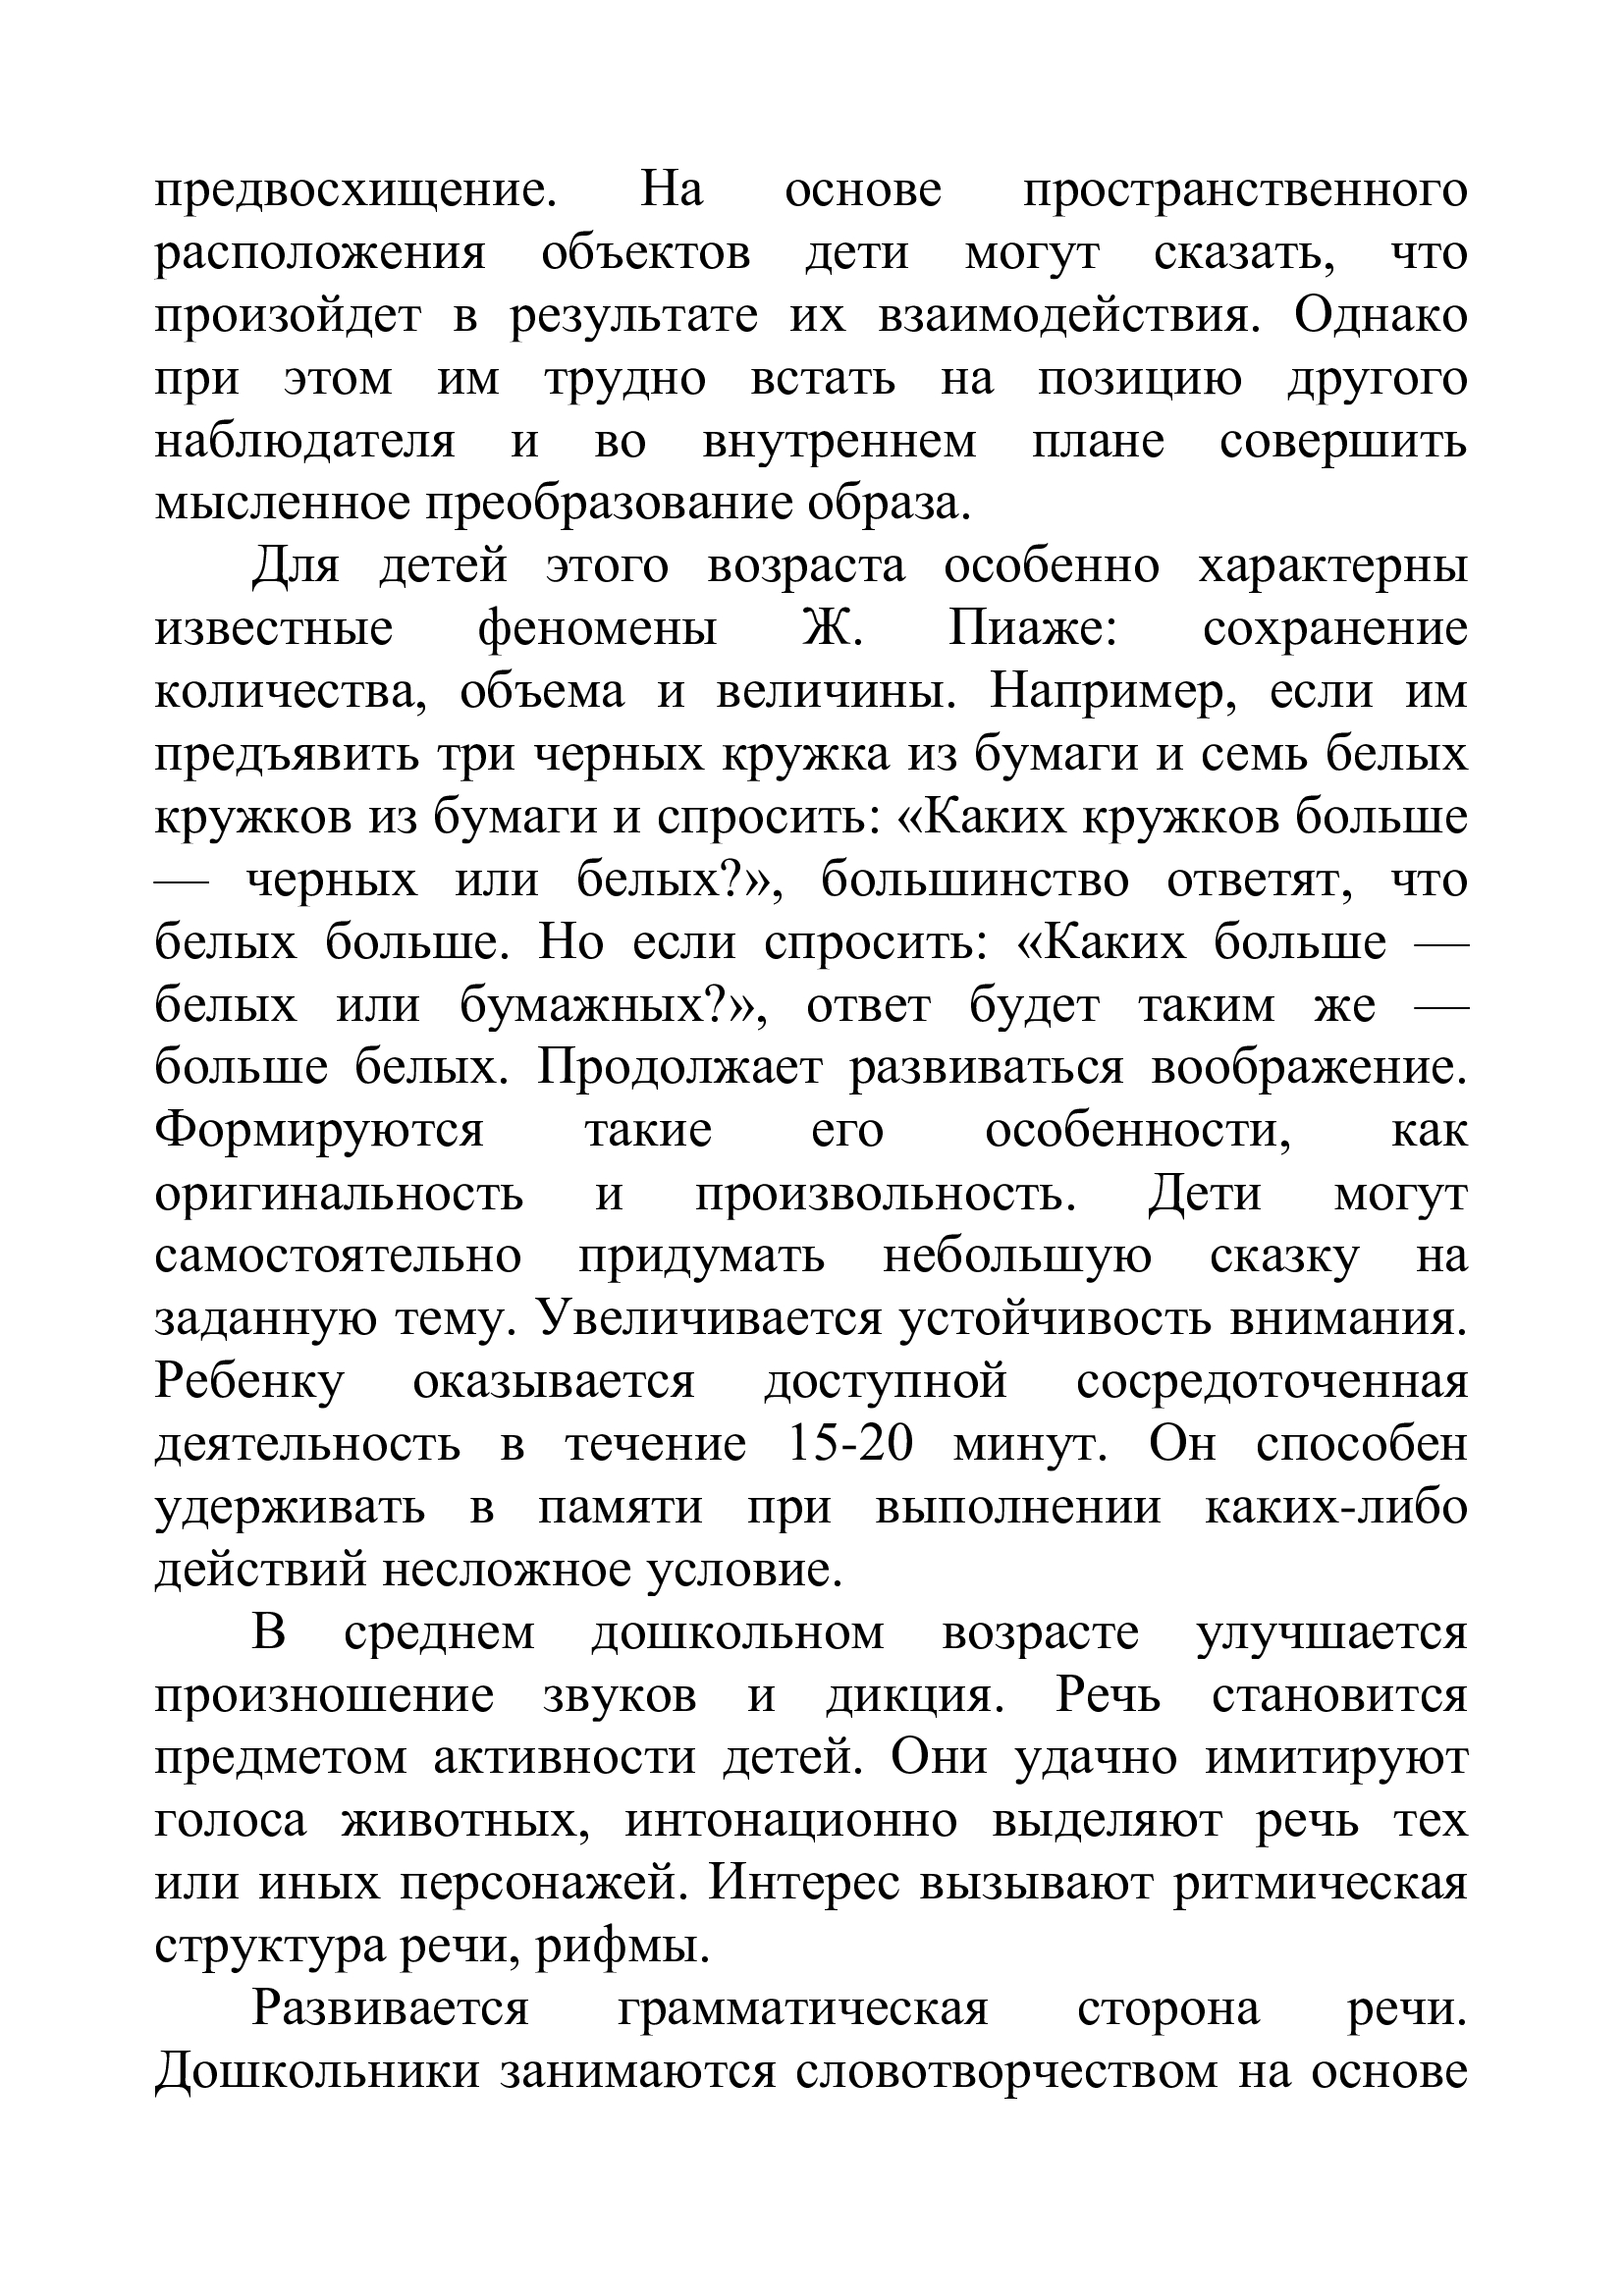 предвосхищение. На основе пространственного
расположения объектов дети могут сказать, что
произойдет в результате их взаимодействия. Однако
при этом им трудно встать на позицию другого
наблюдателя и во внутреннем плане совершить
мысленное преобразование образа.
Для детей этого возраста особенно характерны
известные феномены Ж. Пиаже: сохранение
количества, объема и величины. Например, если им
предъявить три черных кружка из бумаги и семь белых
кружков из бумаги и спросить: «Каких кружков больше
— черных или белых?», большинство ответят, что
белых больше. Но если спросить: «Каких больше —
белых или бумажных?», ответ будет таким же —
больше белых. Продолжает развиваться воображение.
Формируются такие его особенности, как
оригинальность и произвольность. Дети могут
самостоятельно придумать небольшую сказку на
заданную тему. Увеличивается устойчивость внимания.
Ребенку оказывается доступной сосредоточенная
деятельность в течение 15-20 минут. Он способен
удерживать в памяти при выполнении каких-либо
действий несложное условие.
В среднем дошкольном возрасте улучшается
произношение звуков и дикция. Речь становится
предметом активности детей. Они удачно имитируют
голоса животных, интонационно выделяют речь тех
или иных персонажей. Интерес вызывают ритмическая
структура речи, рифмы.
Развивается грамматическая сторона речи.
Дошкольники занимаются словотворчеством на основе